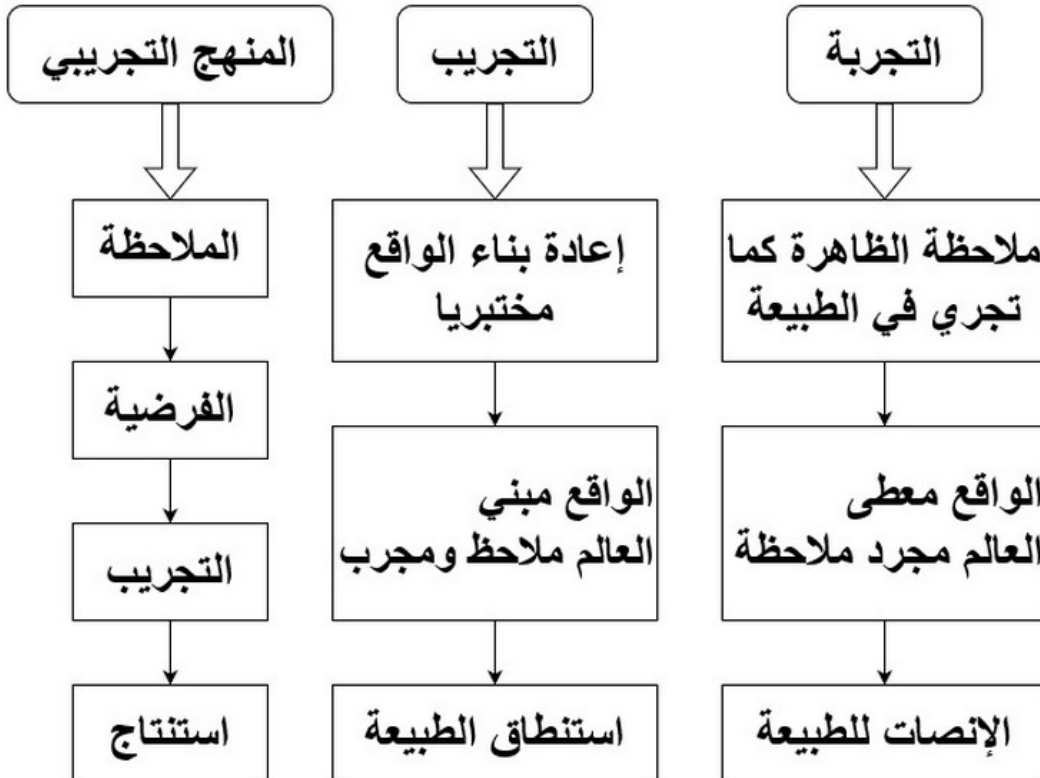 التجربة
ملاحظة الظاهرة كما
تجري في الطبيعة
الواقع معطى
العالم مجرد ملاحظة
الإنصات للطبيعة
التجريب
إعادة بناء الواقع
مختبريا
الواقع مبني
العالم ملاحظ ومجرب
استنطاق الطبيعة
المنهج التجريبي
الملاحظة
الفرضية
التجريب
استنتاج